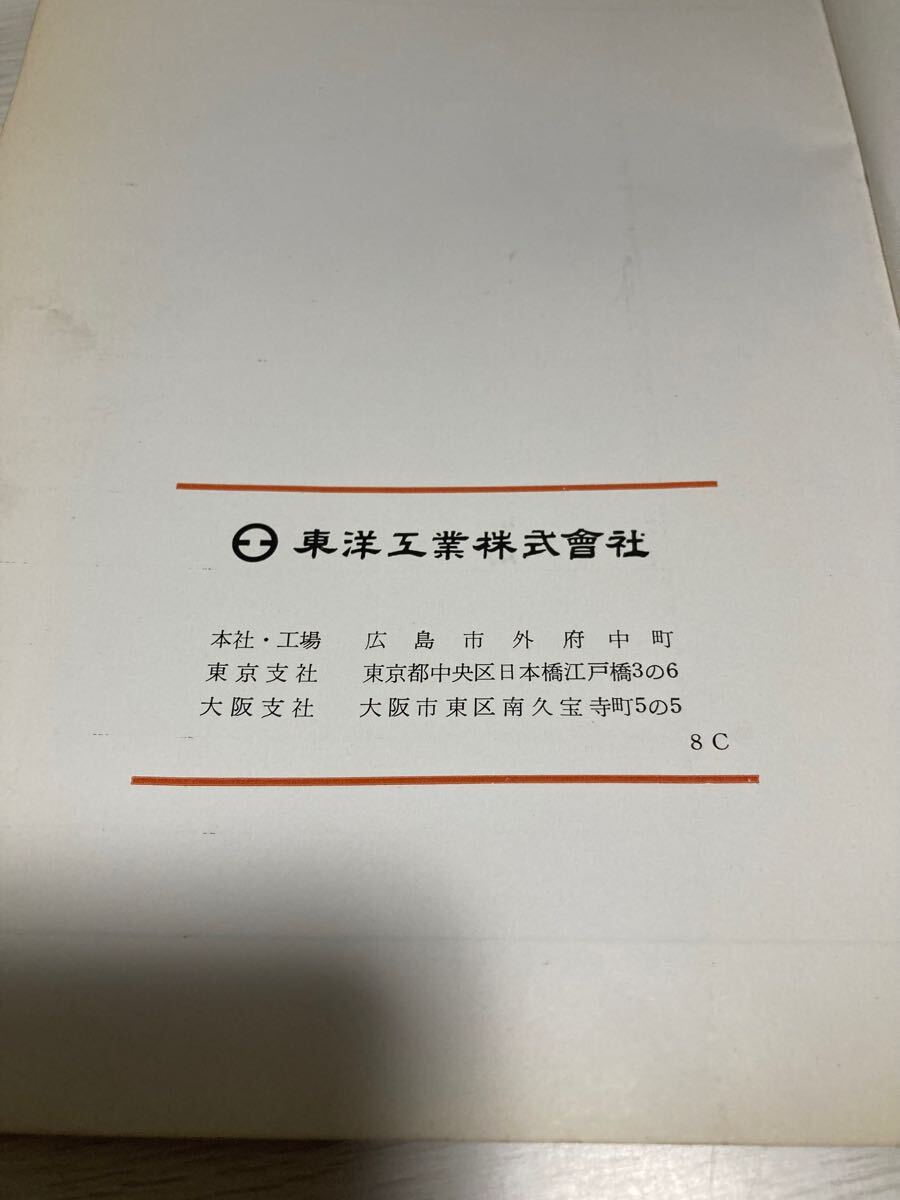 東洋工業株式會社
本社・工場 広島市外府中町
東京支社 東京都中央区日本橋江戸橋3の6
大阪支社 大阪市東区南久宝寺町5の5
8C